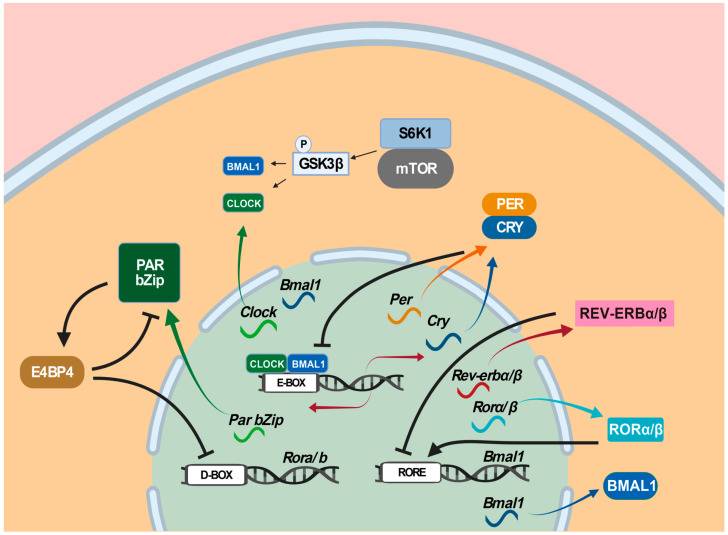 S6K1
P
GSK3β
mTOR
BMAL1
CLOCK
PER
CRY
PAR
bZip
Bmal1
Clock
Per
Cry
REV-ERBα/β
E4BP4
CLOCK
BMAL1
E-BOX
Rev-erbα/β
Rorα/β
Par bZip
RORα/β
Rora/b
D-BOX
Bmal1
RORE
BMAL1
Bmal1